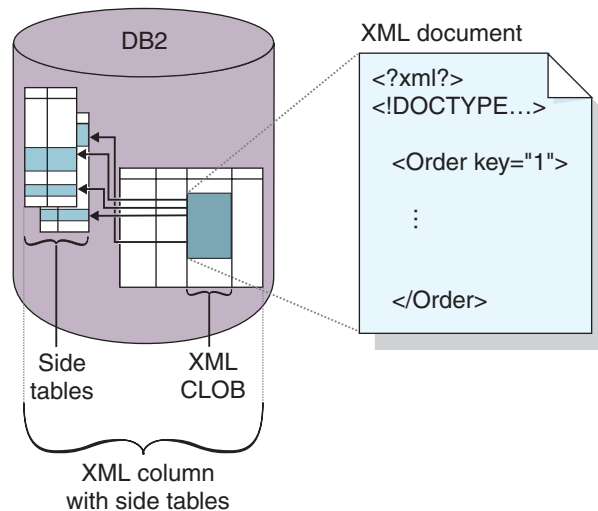 DB2
XML document
<?xml?>
<!DOCTYPE…>
<Order key="1">
⋮
</Order>
Side
tables
XML
CLOB
XML column
with side tables